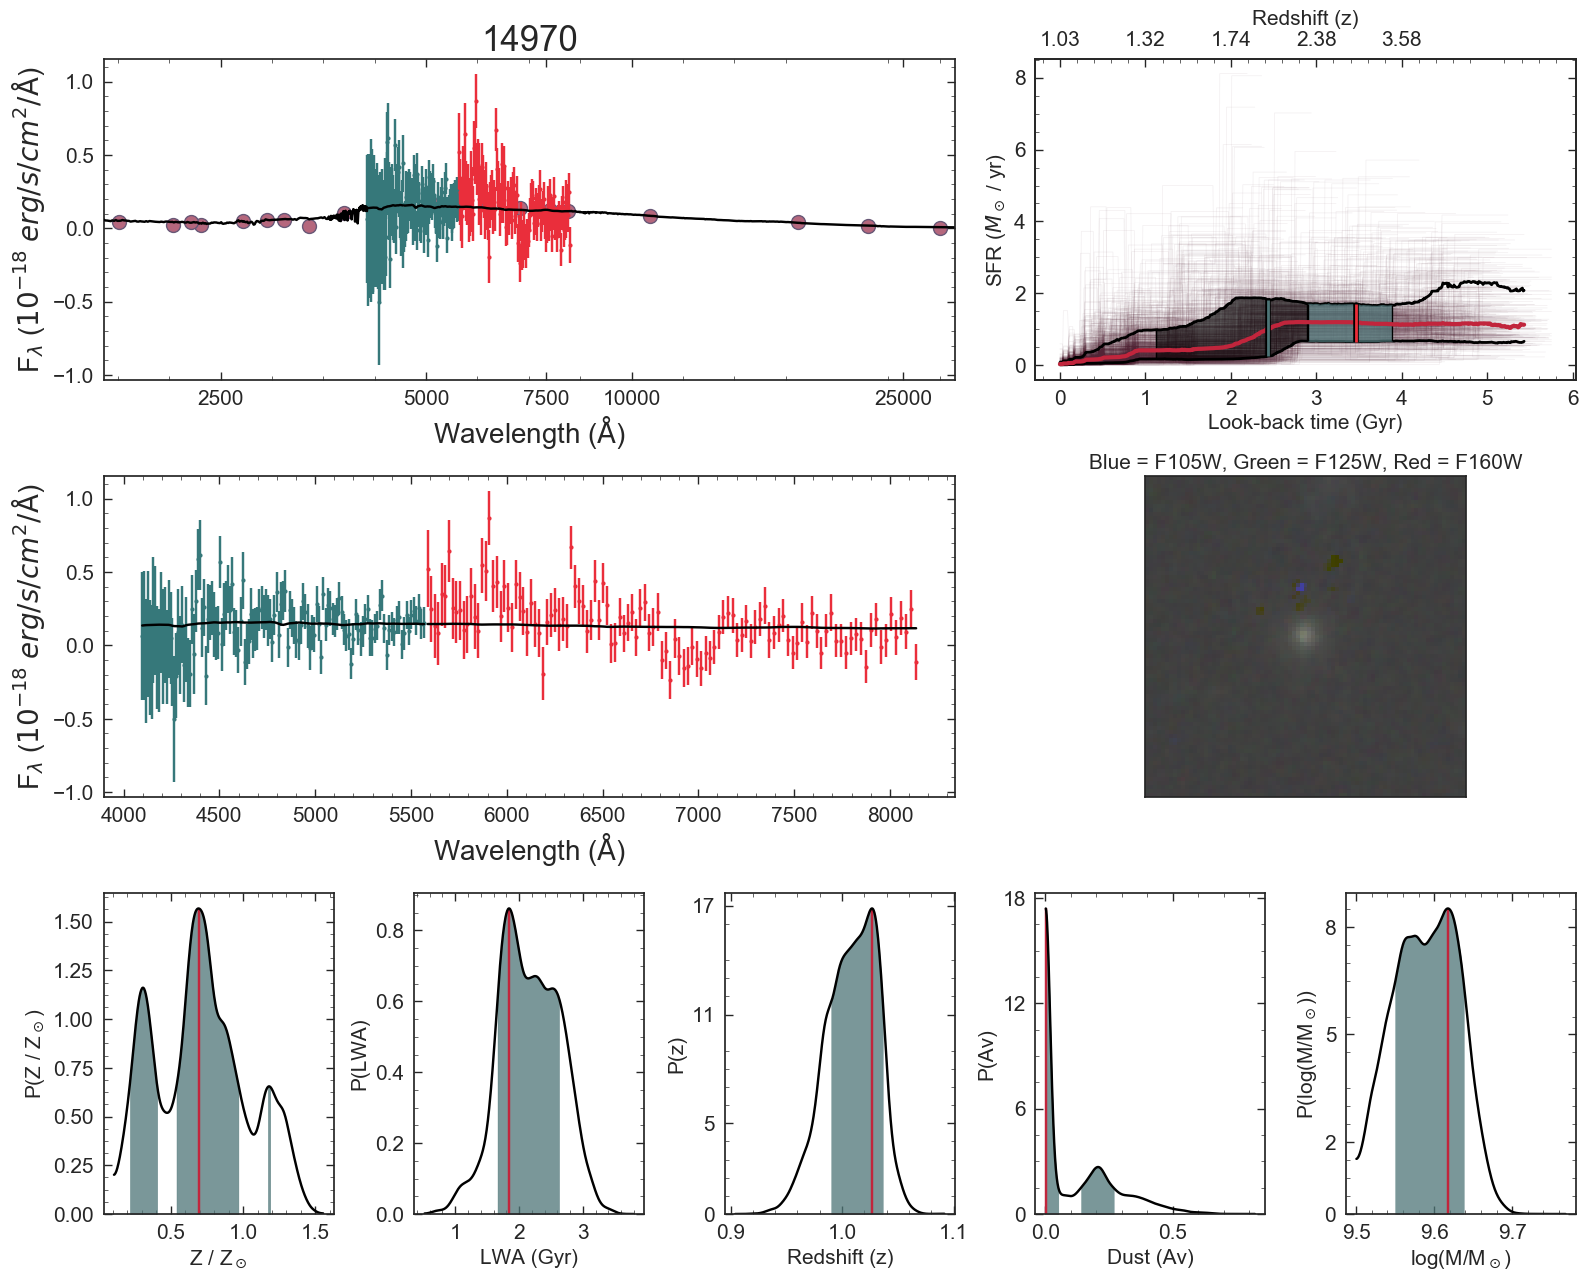 14970
F_λ (10^−18 erg/s/cm^2/Å)
1.0
0.5
0.0
−0.5
−1.0
2500 5000 7500 10000 25000
Wavelength (Å)
Redshift (z)
1.03 1.32 1.74 2.38 3.58
SFR (M_⊙ / yr)
8
6
4
2
0
0 1 2 3 4 5 6
Look-back time (Gyr)
F_λ (10^−18 erg/s/cm^2/Å)
1.0
0.5
0.0
−0.5
−1.0
4000 4500 5000 5500 6000 6500 7000 7500 8000
Wavelength (Å)
Blue = F105W, Green = F125W, Red = F160W
P(Z / Z_⊙)
1.50
1.25
1.00
0.75
0.50
0.25
0.00
0.5 1.0 1.5
Z / Z_⊙
P(LWA)
0.8
0.6
0.4
0.2
0.0
1 2 3
LWA (Gyr)
P(z)
17
11
5
0
0.9 1.0 1.1
Redshift (z)
P(Av)
18
12
6
0
0.0 0.5
Dust (Av)
P(log(M/M_⊙))
8
5
2
0
9.5 9.6 9.7
log(M/M_⊙)